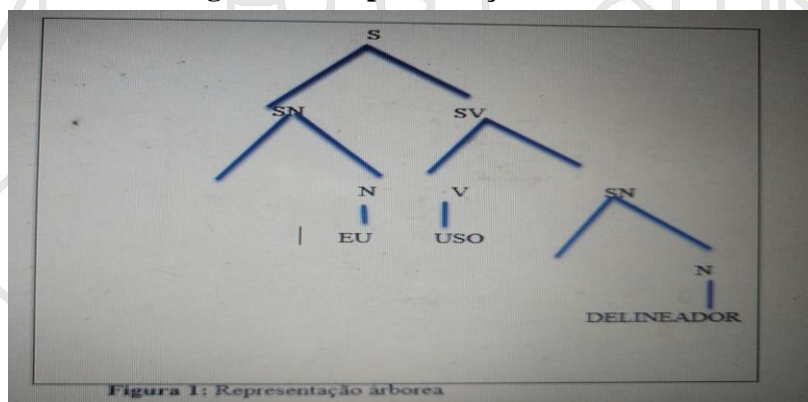 S
SN SV
N V SN
EU USO
N
DELINEADOR
Figura 1: Representação árborea